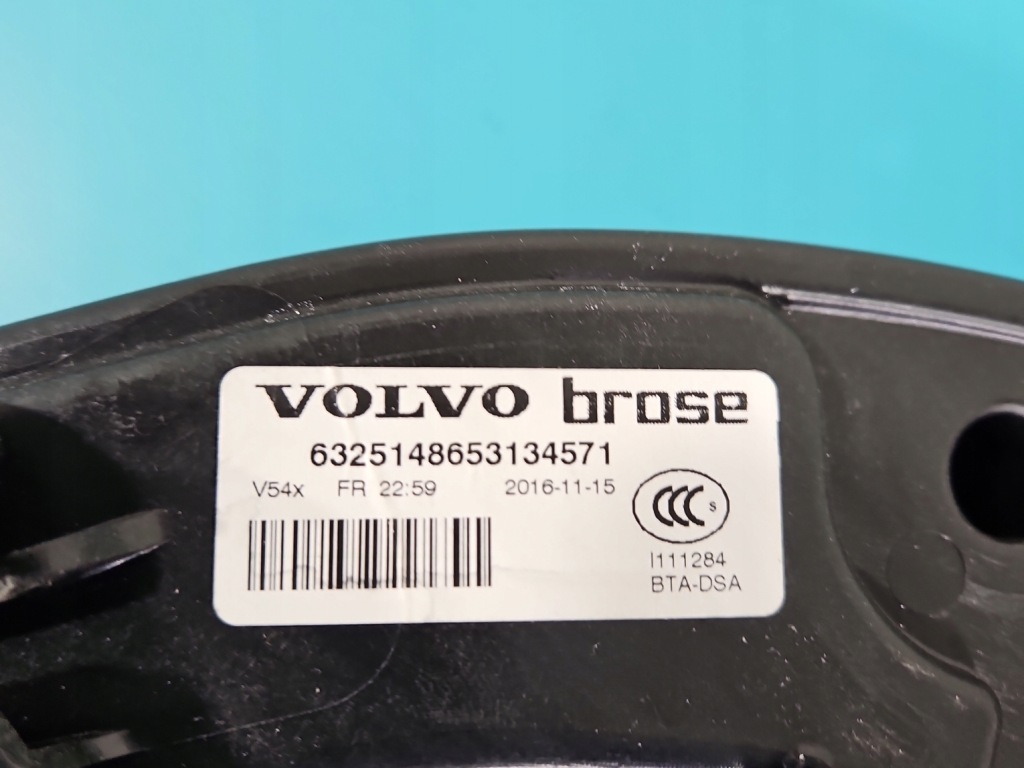 VOLVO brose
6325148653134571
V54x FR 22:59 2016-11-15
CCC S
I111284
BTA-DSA